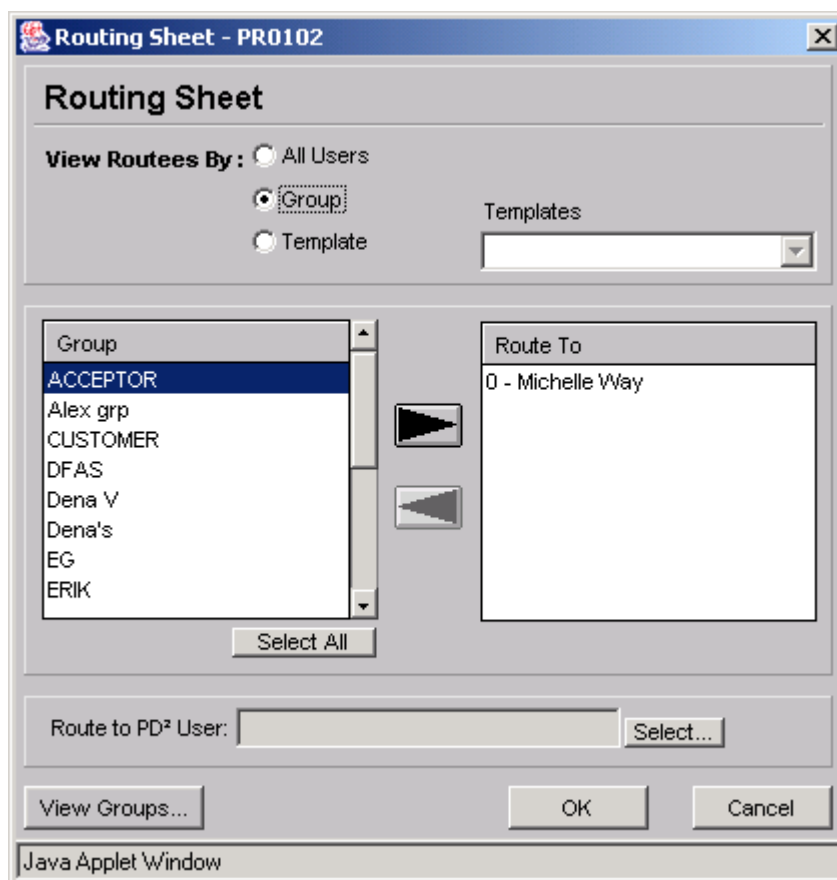 Routing Sheet - PR0102
Routing Sheet
View Routees By : All Users
Group
Template
Templates
Group
ACCEPTOR
Alex grp
CUSTOMER
DFAS
Dena V
Dena's
EG
ERIK
Select All
Route To
0 - Michelle Way
Route to PD² User: Select...
View Groups... OK Cancel
Java Applet Window